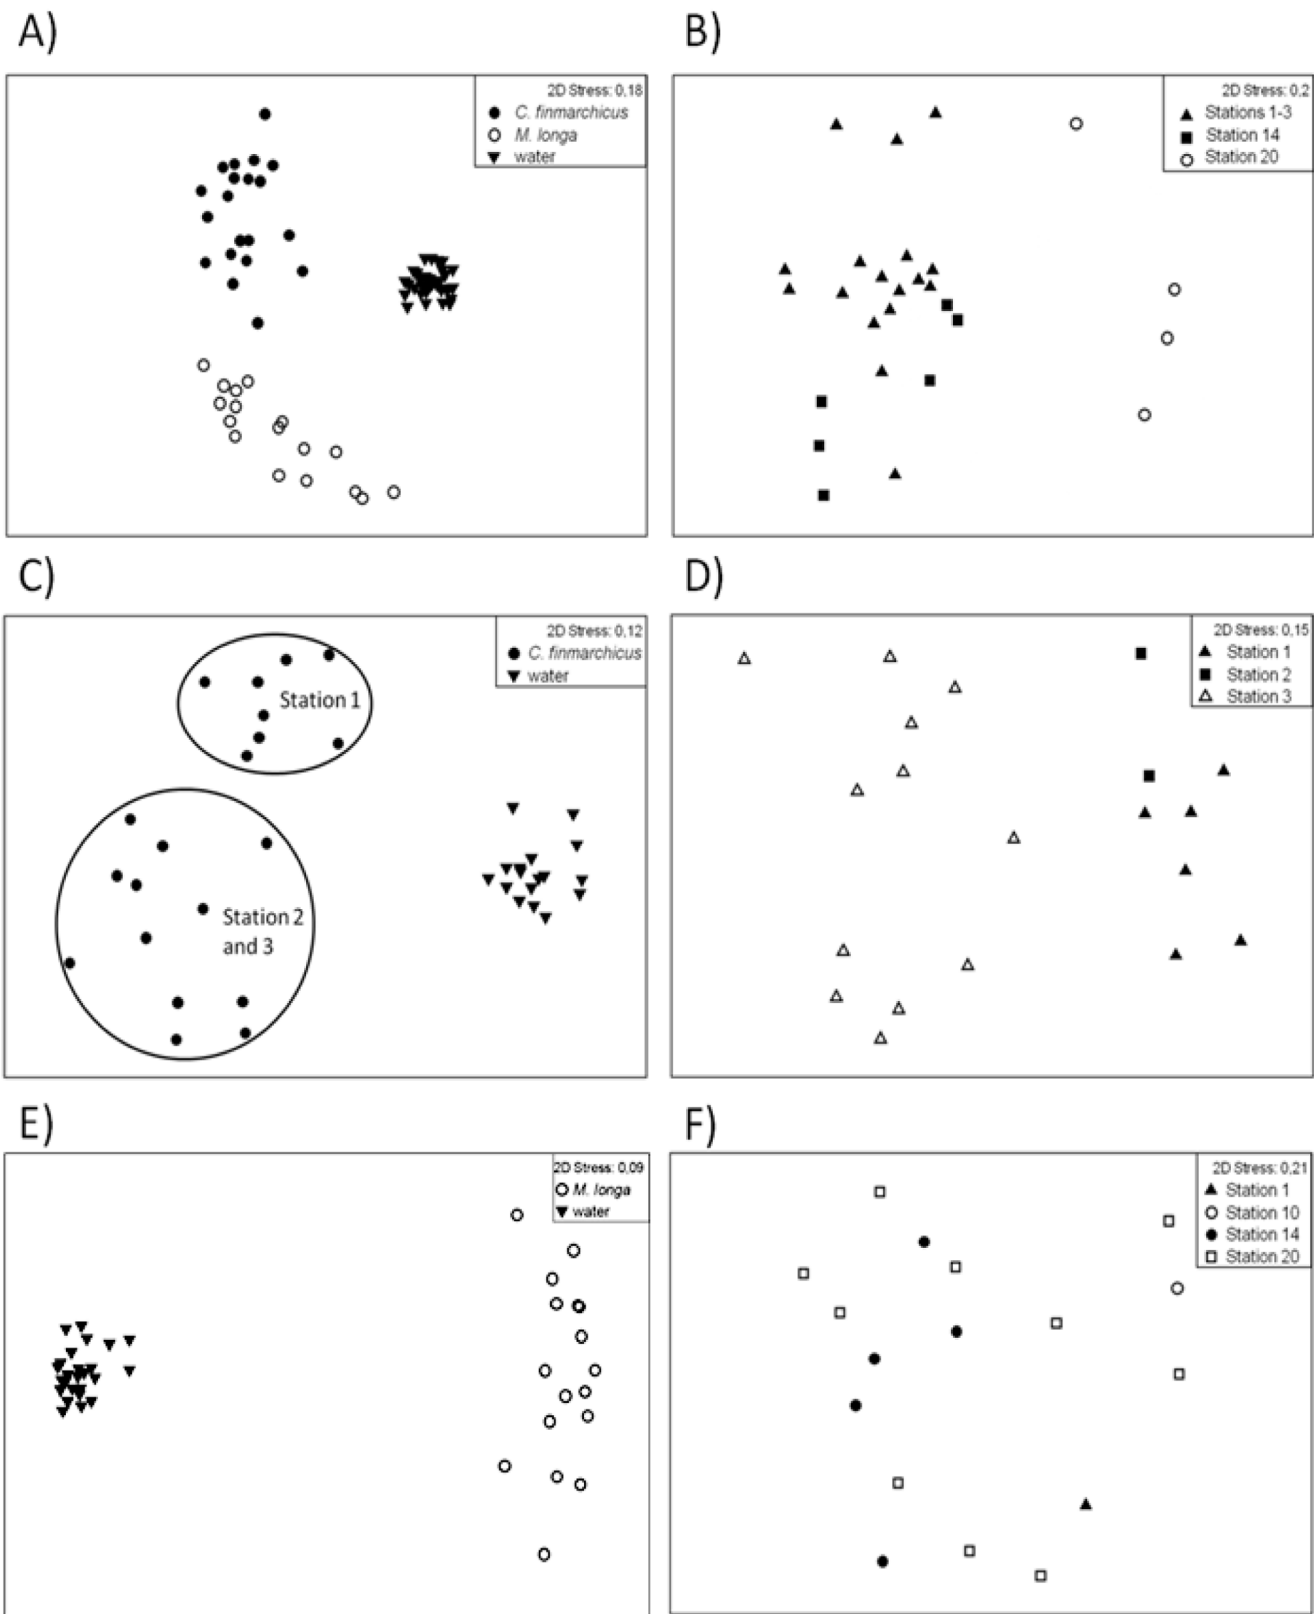 A)
2D Stress: 0,18
C. finmarchicus
M. longa
water
B)
2D Stress: 0,2
Stations 1-3
Station 14
Station 20
C)
2D Stress: 0,12
C. finmarchicus
water
Station 1
Station 2
and 3
D)
2D Stress: 0,15
Station 1
Station 2
Station 3
E)
2D Stress: 0,09
M. longa
water
F)
2D Stress: 0,21
Station 1
Station 10
Station 14
Station 20